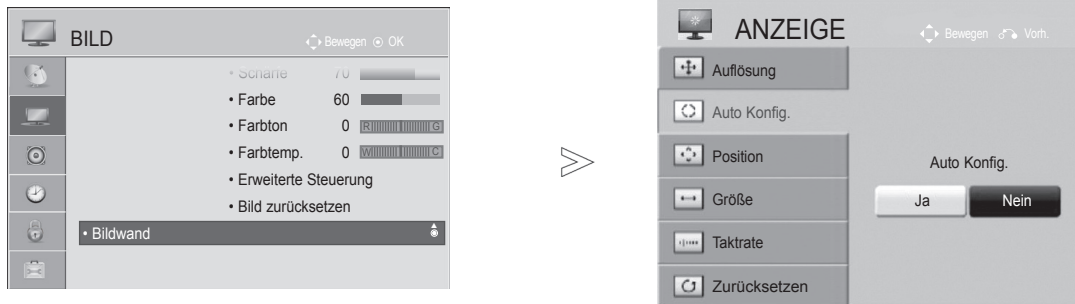 BILD
Bewegen OK
• Schärfe 70
• Farbe 60
• Farbton 0 R G
• Farbtemp. 0 W C
• Erweiterte Steuerung
• Bild zurücksetzen
• Bildwand
ANZEIGE
Bewegen Vorh.
Auflösung
Auto Konfig.
Position
Größe
Taktrate
Zurücksetzen
Auto Konfig.
Ja Nein